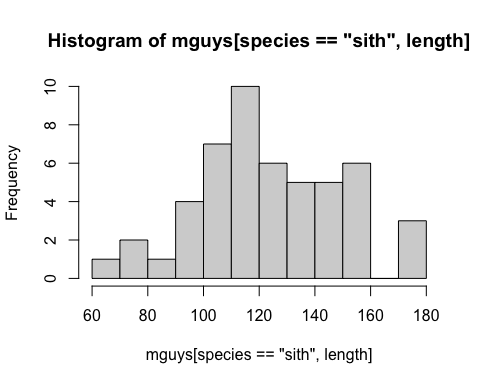 Histogram of mguys[species == "sith", length]
Frequency
10
8
6
4
2
0
60 80 100 120 140 160 180
mguys[species == "sith", length]